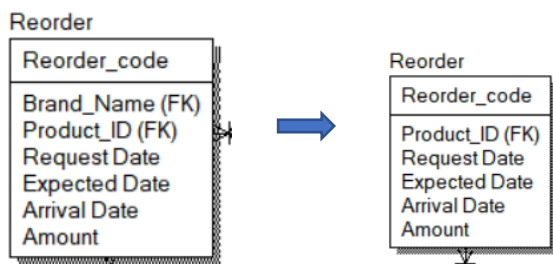 Reorder
Reorder_code
Brand_Name (FK)
Product_ID (FK)
Request Date
Expected Date
Arrival Date
Amount
Reorder
Reorder_code
Product_ID (FK)
Request Date
Expected Date
Arrival Date
Amount